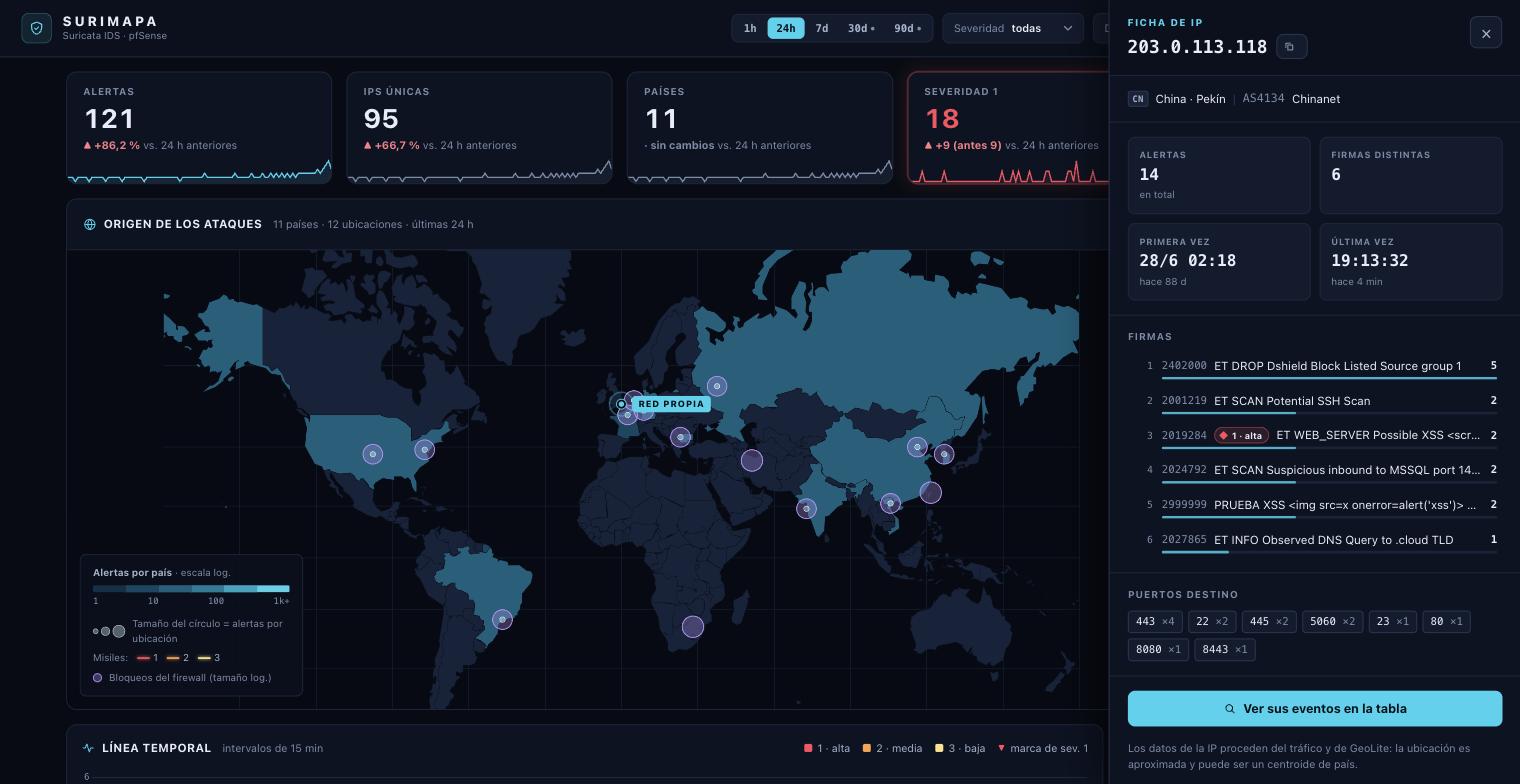 SURIMAPA
Suricata IDS · pfSense
1h 24h 7d 30d • 90d •
Severidad todas
ALERTAS
121
▲ +86,2 % vs. 24 h anteriores
IPS ÚNICAS
95
▲ +66,7 % vs. 24 h anteriores
PAÍSES
11
· sin cambios vs. 24 h anteriores
SEVERIDAD 1
18
▲ +9 (antes 9) vs. 24 h anteriores
ORIGEN DE LOS ATAQUES 11 países · 12 ubicaciones · últimas 24 h
RED PROPIA
Alertas por país · escala log.
1 10 100 1k+
Tamaño del círculo = alertas por
ubicación
Misiles: 1 2 3
Bloqueos del firewall (tamaño log.)
LÍNEA TEMPORAL intervalos de 15 min
1 · alta 2 · media 3 · baja ▼ marca de sev. 1
6
FICHA DE IP
203.0.113.118
CN China · Pekín | AS4134 Chinanet
ALERTAS
14
en total
FIRMAS DISTINTAS
6
PRIMERA VEZ
28/6 02:18
hace 88 d
ÚLTIMA VEZ
19:13:32
hace 4 min
FIRMAS
1 2402000 ET DROP Dshield Block Listed Source group 1 5
2 2001219 ET SCAN Potential SSH Scan 2
3 2019284 1 · alta ET WEB_SERVER Possible XSS <scr… 2
4 2024792 ET SCAN Suspicious inbound to MSSQL port 14… 2
5 2999999 PRUEBA XSS <img src=x onerror=alert('xss')> … 2
6 2027865 ET INFO Observed DNS Query to .cloud TLD 1
PUERTOS DESTINO
443 ×4 22 ×2 445 ×2 5060 ×2 23 ×1 80 ×1
8080 ×1 8443 ×1
Ver sus eventos en la tabla
Los datos de la IP proceden del tráfico y de GeoLite: la ubicación es
aproximada y puede ser un centroide de país.